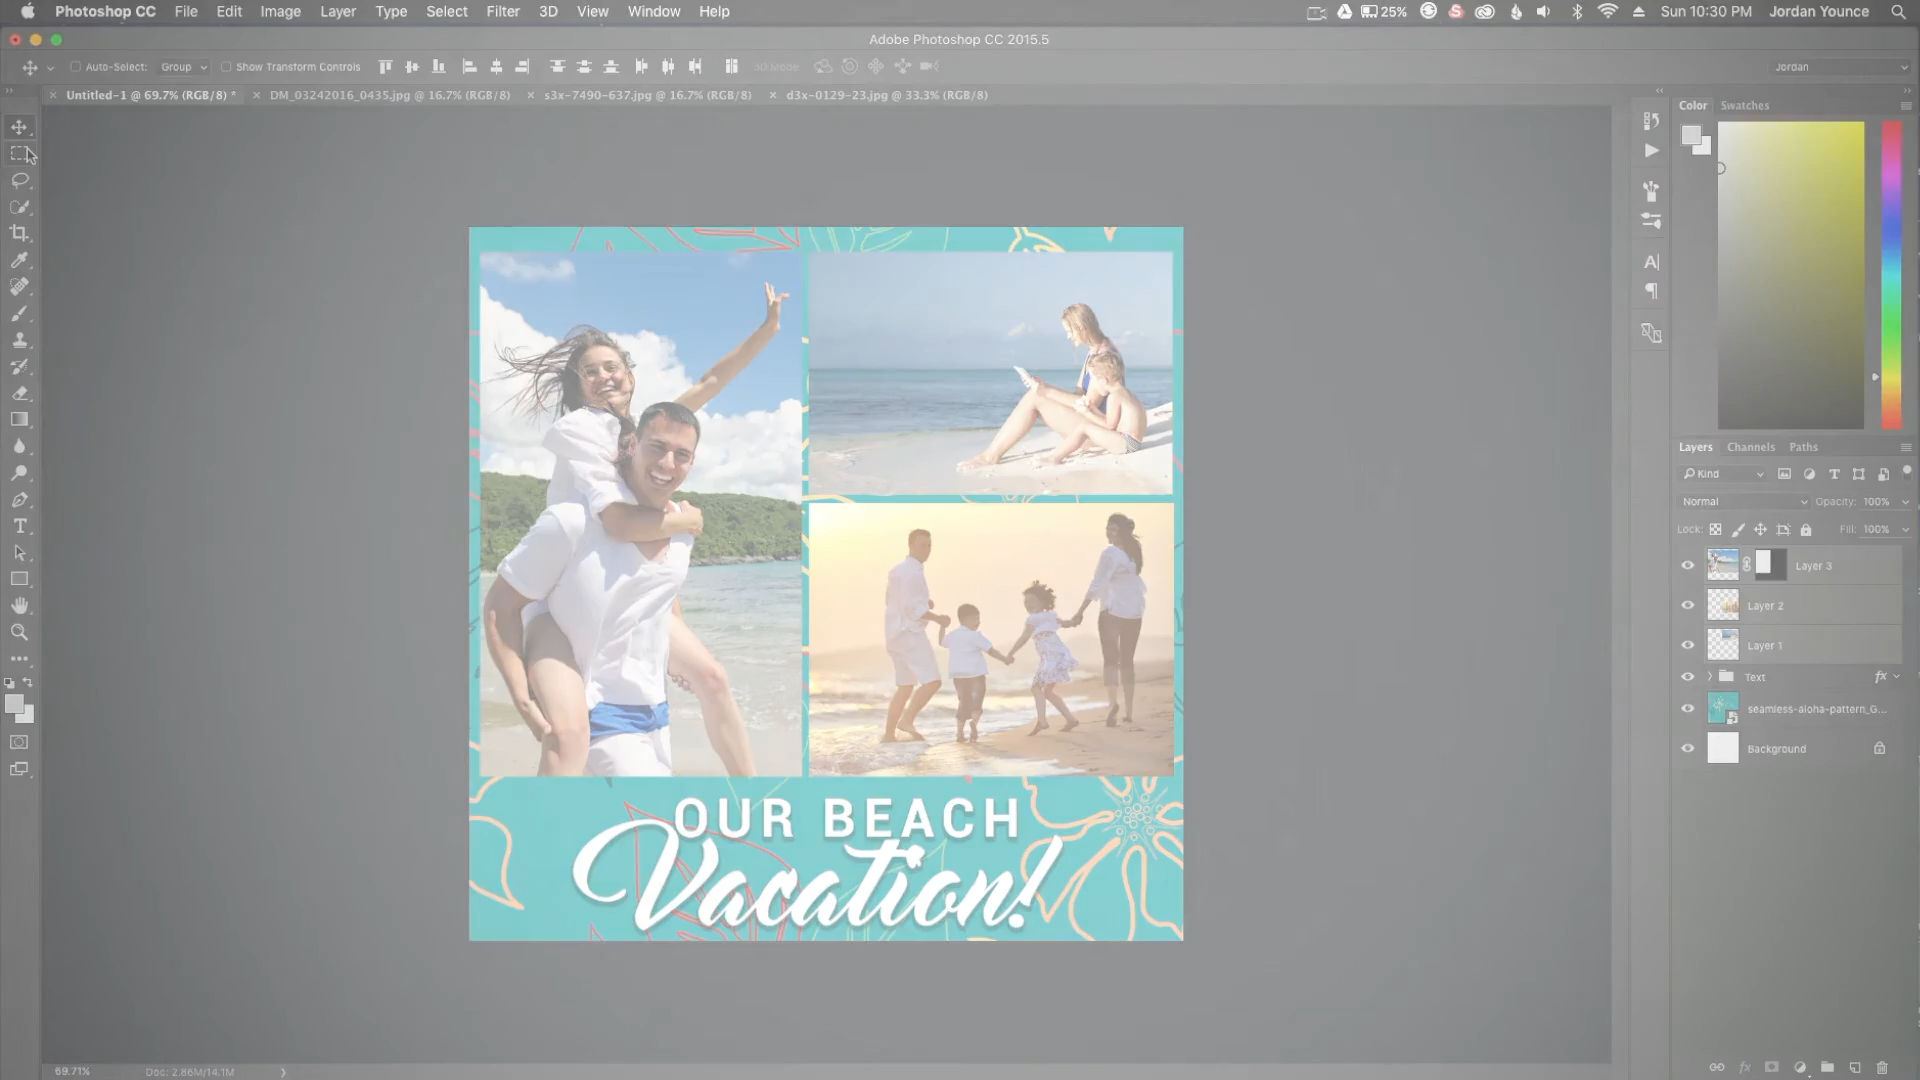 Photoshop CC File Edit Image Layer Type Select Filter 3D View Window Help 25% Sun 10:30 PM Jordan Younce
Adobe Photoshop CC 2015.5
Auto-Select: Group Show Transform Controls 3D Mode: Jordan
Untitled-1 @ 69.7% (RGB/8) * DM_03242016_0435.jpg @ 16.7% (RGB/8) s3x-7490-637.jpg @ 16.7% (RGB/8) d3x-0129-23.jpg @ 33.3% (RGB/8)
Color Swatches
Layers Channels Paths
Kind
Normal Opacity: 100%
Lock: Fill: 100%
Layer 3
Layer 2
Layer 1
Text fx
seamless-aloha-pattern_G...
Background
OUR BEACH
Vacation!
69.71% Doc: 2.86M/14.1M